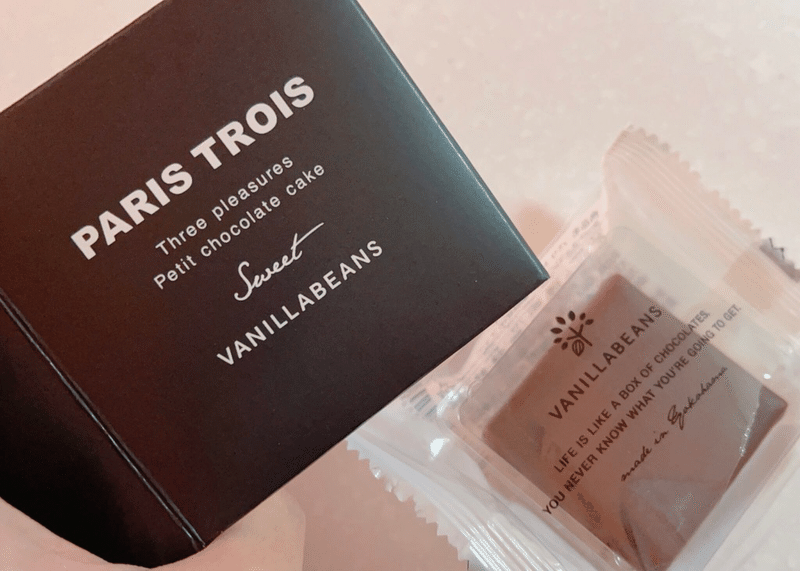 PARIS TROIS
Three pleasures
Petit chocolate cake
Sweet
VANILLABEANS
VANILLABEANS
LIFE IS LIKE A BOX OF CHOCOLATES.
YOU NEVER KNOW WHAT YOU'RE GOING TO GET.
made in Yokohama